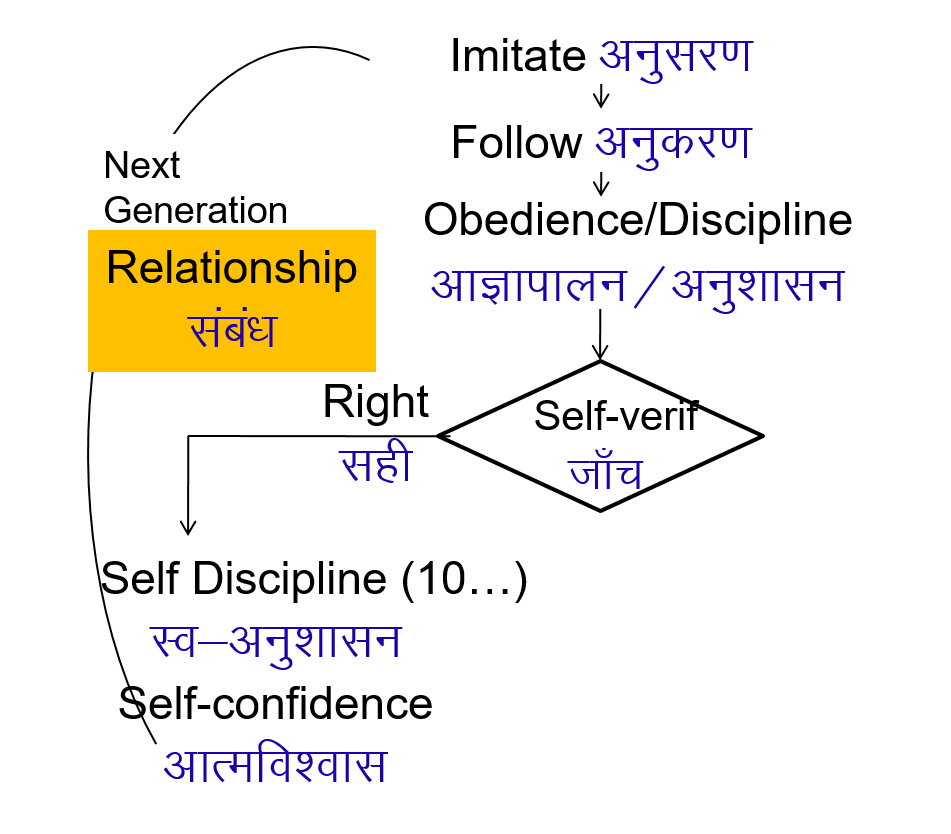 Imitate अनुसरण
Follow अनुकरण
Next
Generation
Obedience/Discipline
आज्ञापालन / अनुशासन
Relationship
संबंध
Right
सही
Self-verif
जाँच
Self Discipline (10…)
स्व–अनुशासन
Self-confidence
आत्मविश्वास